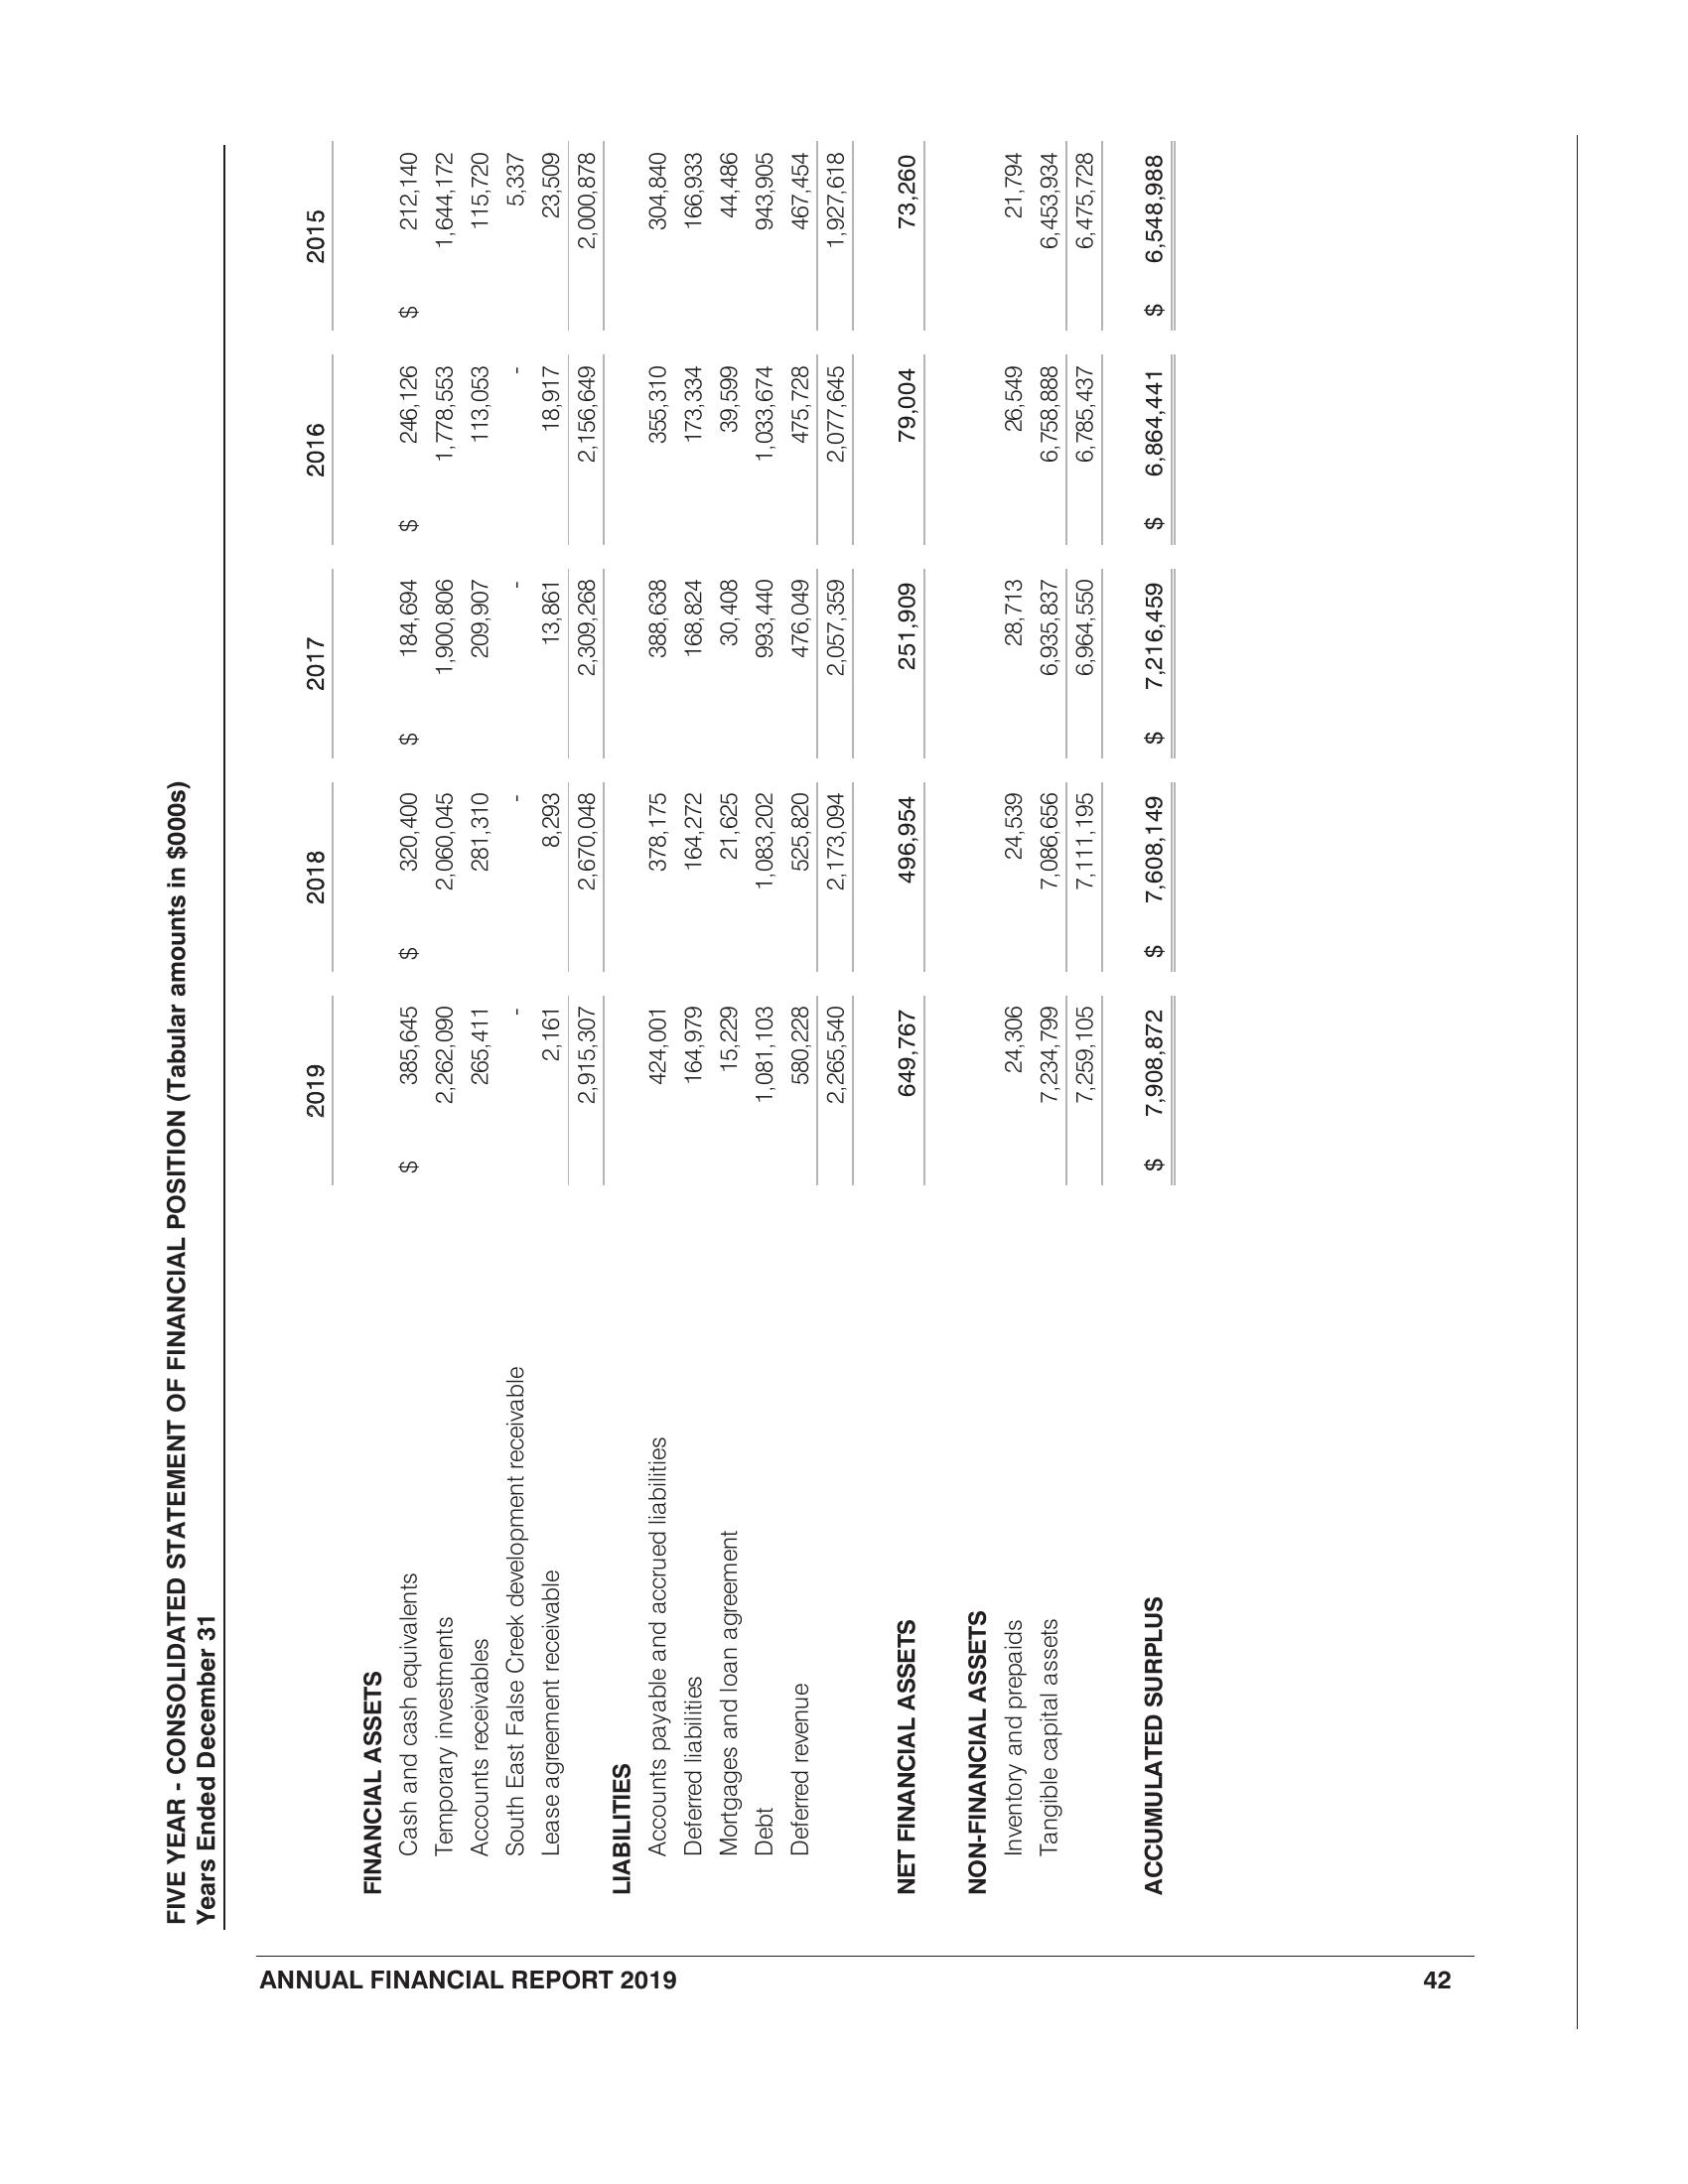 FIVE YEAR - CONSOLIDATED STATEMENT OF FINANCIAL POSITION (Tabular amounts in $000s)
Years Ended December 31
2019 2018 2017 2016 2015
FINANCIAL ASSETS
Cash and cash equivalents $ 385,645 $ 320,400 $ 184,694 $ 246,126 $ 212,140
Temporary investments 2,262,090 2,060,045 1,900,806 1,778,553 1,644,172
Accounts receivables 265,411 281,310 209,907 113,053 115,720
South East False Creek development receivable - - - - 5,337
Lease agreement receivable 2,161 8,293 13,861 18,917 23,509
2,915,307 2,670,048 2,309,268 2,156,649 2,000,878
LIABILITIES
Accounts payable and accrued liabilities 424,001 378,175 388,638 355,310 304,840
Deferred liabilities 164,979 164,272 168,824 173,334 166,933
Mortgages and loan agreement 15,229 21,625 30,408 39,599 44,486
Debt 1,081,103 1,083,202 993,440 1,033,674 943,905
Deferred revenue 580,228 525,820 476,049 475,728 467,454
2,265,540 2,173,094 2,057,359 2,077,645 1,927,618
NET FINANCIAL ASSETS 649,767 496,954 251,909 79,004 73,260
NON-FINANCIAL ASSETS
Inventory and prepaids 24,306 24,539 28,713 26,549 21,794
Tangible capital assets 7,234,799 7,086,656 6,935,837 6,758,888 6,453,934
7,259,105 7,111,195 6,964,550 6,785,437 6,475,728
ACCUMULATED SURPLUS $ 7,908,872 $ 7,608,149 $ 7,216,459 $ 6,864,441 $ 6,548,988
ANNUAL FINANCIAL REPORT 2019 42